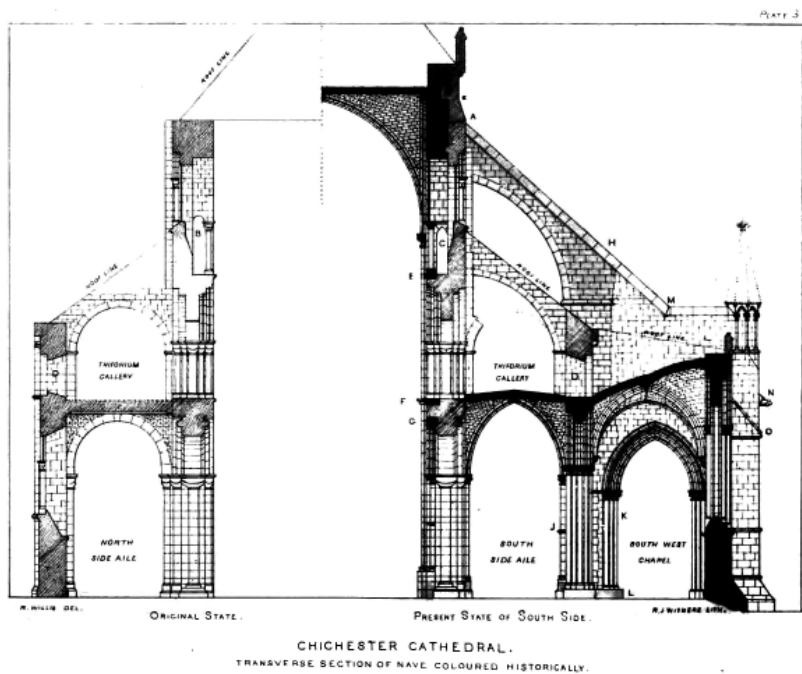 PLATE 3
ROOF LINE
A
B
C
H
ROOF LINE
ROOF LINE
E
M
ROOF LINE L
TRIFORIUM
GALLERY
D
TRIFORIUM
GALLERY
D
F
N
G
O
NORTH
SIDE AILE
J
SOUTH
SIDE AILE
K
SOUTH WEST
CHAPEL
L
R. WILLIS DEL.
ORIGINAL STATE.
PRESENT STATE OF SOUTH SIDE.
CHICHESTER CATHEDRAL.
TRANSVERSE SECTION OF NAVE COLOURED HISTORICALLY.